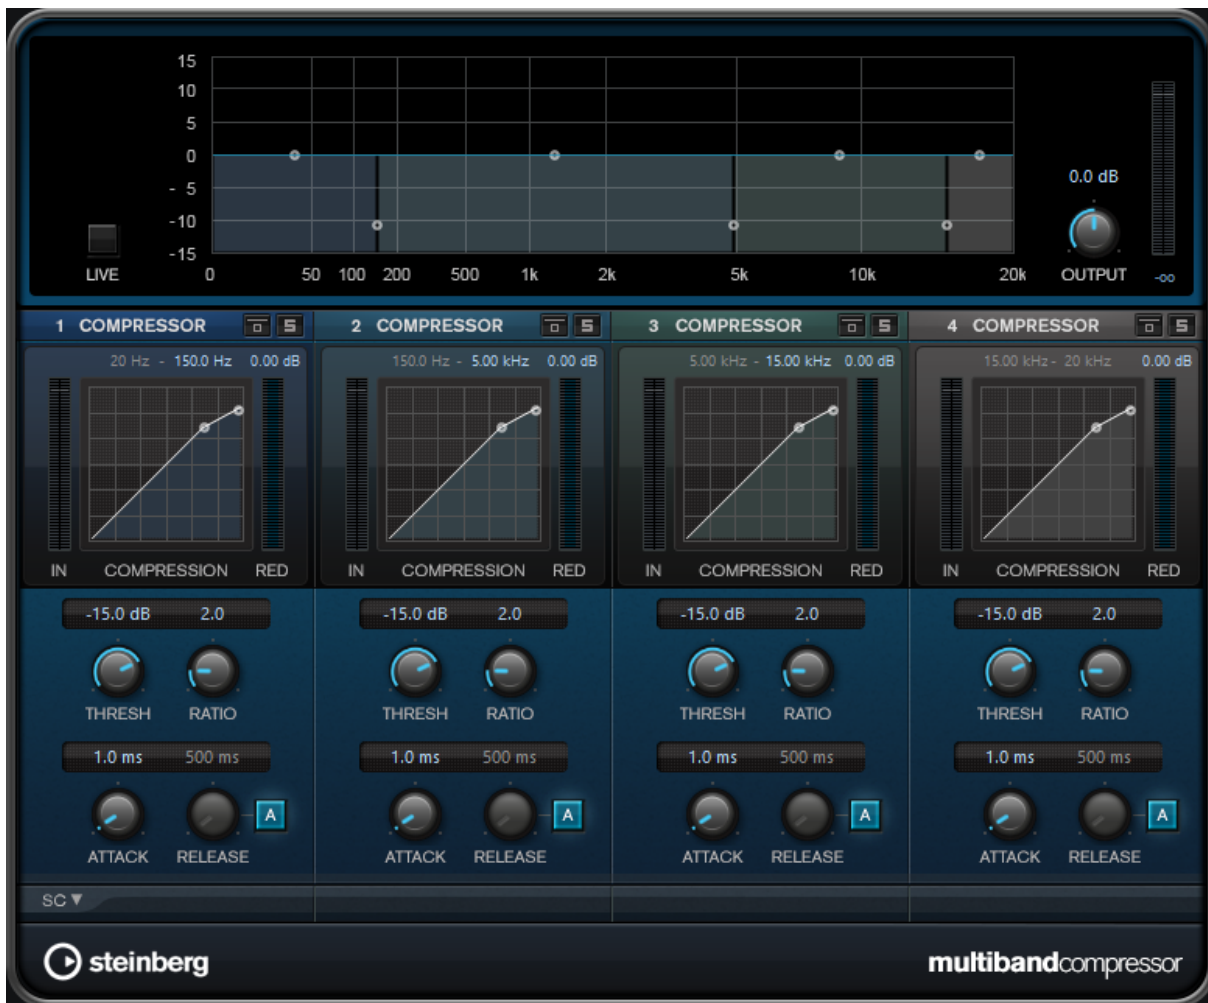 15
10
5
0
0.0 dB
- 5
- 10
- 15
LIVE 0 50 100 200 500 1k 2k 5k 10k 20k OUTPUT -oo
1 COMPRESSOR S 2 COMPRESSOR S 3 COMPRESSOR S 4 COMPRESSOR S
20 Hz - 150.0 Hz 0.00 dB 150.0 Hz - 5.00 kHz 0.00 dB 5.00 kHz - 15.00 kHz 0.00 dB 15.00 kHz - 20 kHz 0.00 dB
IN COMPRESSION RED IN COMPRESSION RED IN COMPRESSION RED IN COMPRESSION RED
-15.0 dB 2.0 -15.0 dB 2.0 -15.0 dB 2.0 -15.0 dB 2.0
THRESH RATIO THRESH RATIO THRESH RATIO THRESH RATIO
1.0 ms 500 ms 1.0 ms 500 ms 1.0 ms 500 ms 1.0 ms 500 ms
A A A A
ATTACK RELEASE ATTACK RELEASE ATTACK RELEASE ATTACK RELEASE
SC ▼
steinberg multibandcompressor